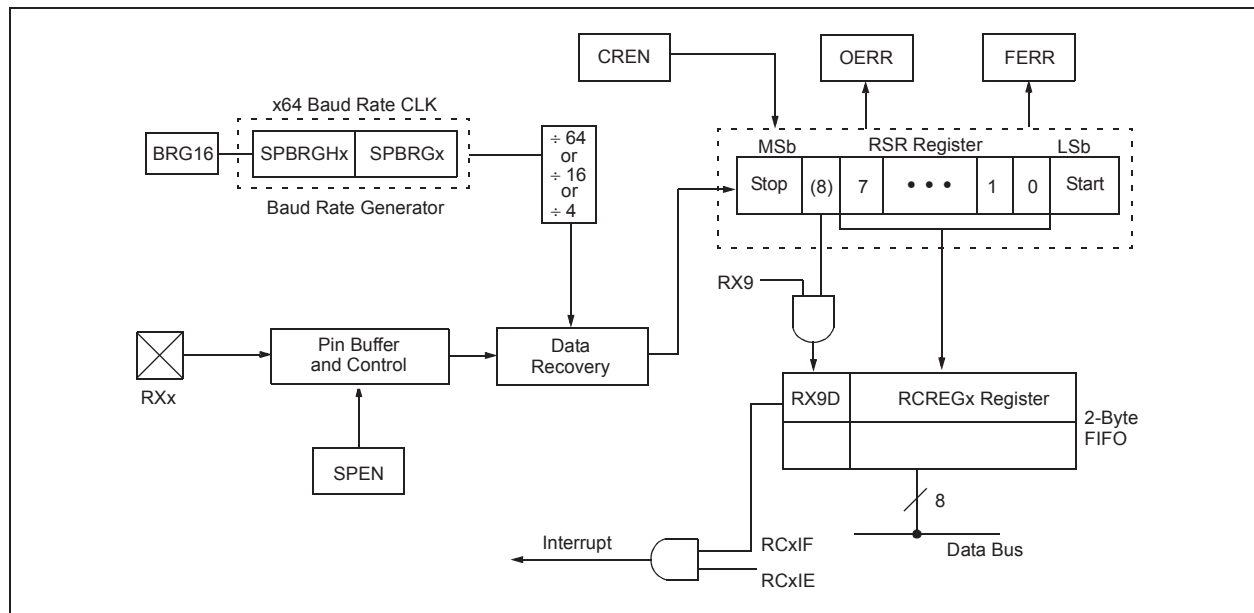 CREN
OERR
FERR
x64 Baud Rate CLK
BRG16
SPBRGHx
SPBRGx
Baud Rate Generator
÷ 64
or
÷ 16
or
÷ 4
MSb
RSR Register
LSb
Stop
(8)
7
• • •
1
0
Start
RX9
RXx
Pin Buffer
and Control
Data
Recovery
SPEN
RX9D
RCREGx Register
2-Byte
FIFO
8
Data Bus
Interrupt
RCxIF
RCxIE